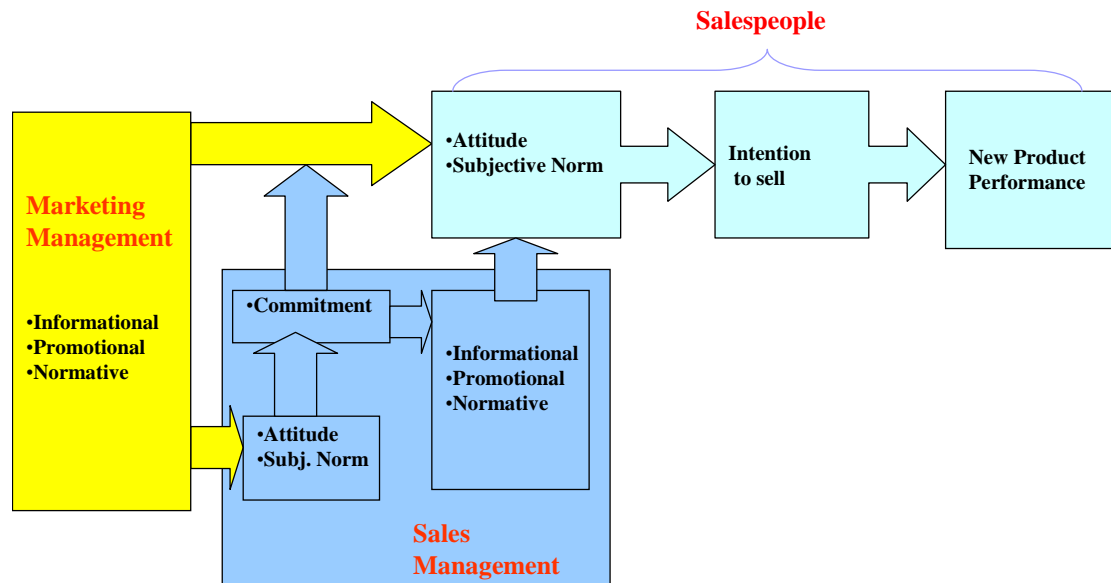 Salespeople
Marketing
Management
•Informational
•Promotional
•Normative
•Attitude
•Subjective Norm
Intention
to sell
New Product
Performance
•Commitment
•Attitude
•Subj. Norm
•Informational
•Promotional
•Normative
Sales
Management